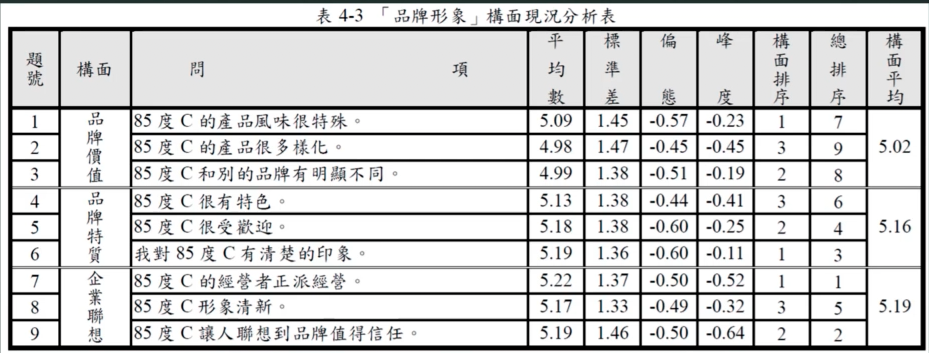 表 4-3 「品牌形象」構面現況分析表
題號 構面 問項 平均數 標準差 偏態 峰度 構面排序 總排序 構面平均
1 品牌價值 85 度 C 的產品風味很特殊。 5.09 1.45 -0.57 -0.23 1 7 5.02
2 85 度 C 的產品很多樣化。 4.98 1.47 -0.45 -0.45 3 9
3 85 度 C 和別的品牌有明顯不同。 4.99 1.38 -0.51 -0.19 2 8
4 品牌特質 85 度 C 很有特色。 5.13 1.38 -0.44 -0.41 3 6 5.16
5 85 度 C 很受歡迎。 5.18 1.38 -0.60 -0.25 2 4
6 我對 85 度 C 有清楚的印象。 5.19 1.36 -0.60 -0.11 1 3
7 企業聯想 85 度 C 的經營者正派經營。 5.22 1.37 -0.50 -0.52 1 1 5.19
8 85 度 C 形象清新。 5.17 1.33 -0.49 -0.32 3 5
9 85 度 C 讓人聯想到品牌值得信任。 5.19 1.46 -0.50 -0.64 2 2